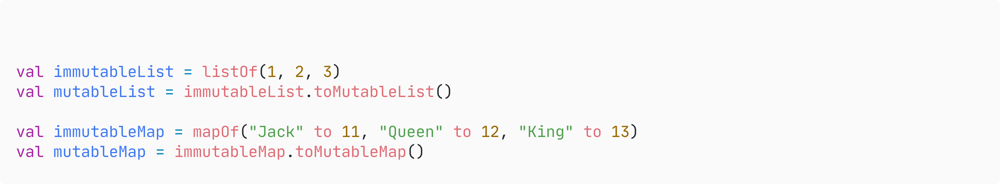 val immutableList = listOf(1, 2, 3)
val mutableList = immutableList.toMutableList()
val immutableMap = mapOf("Jack" to 11, "Queen" to 12, "King" to 13)
val mutableMap = immutableMap.toMutableMap()